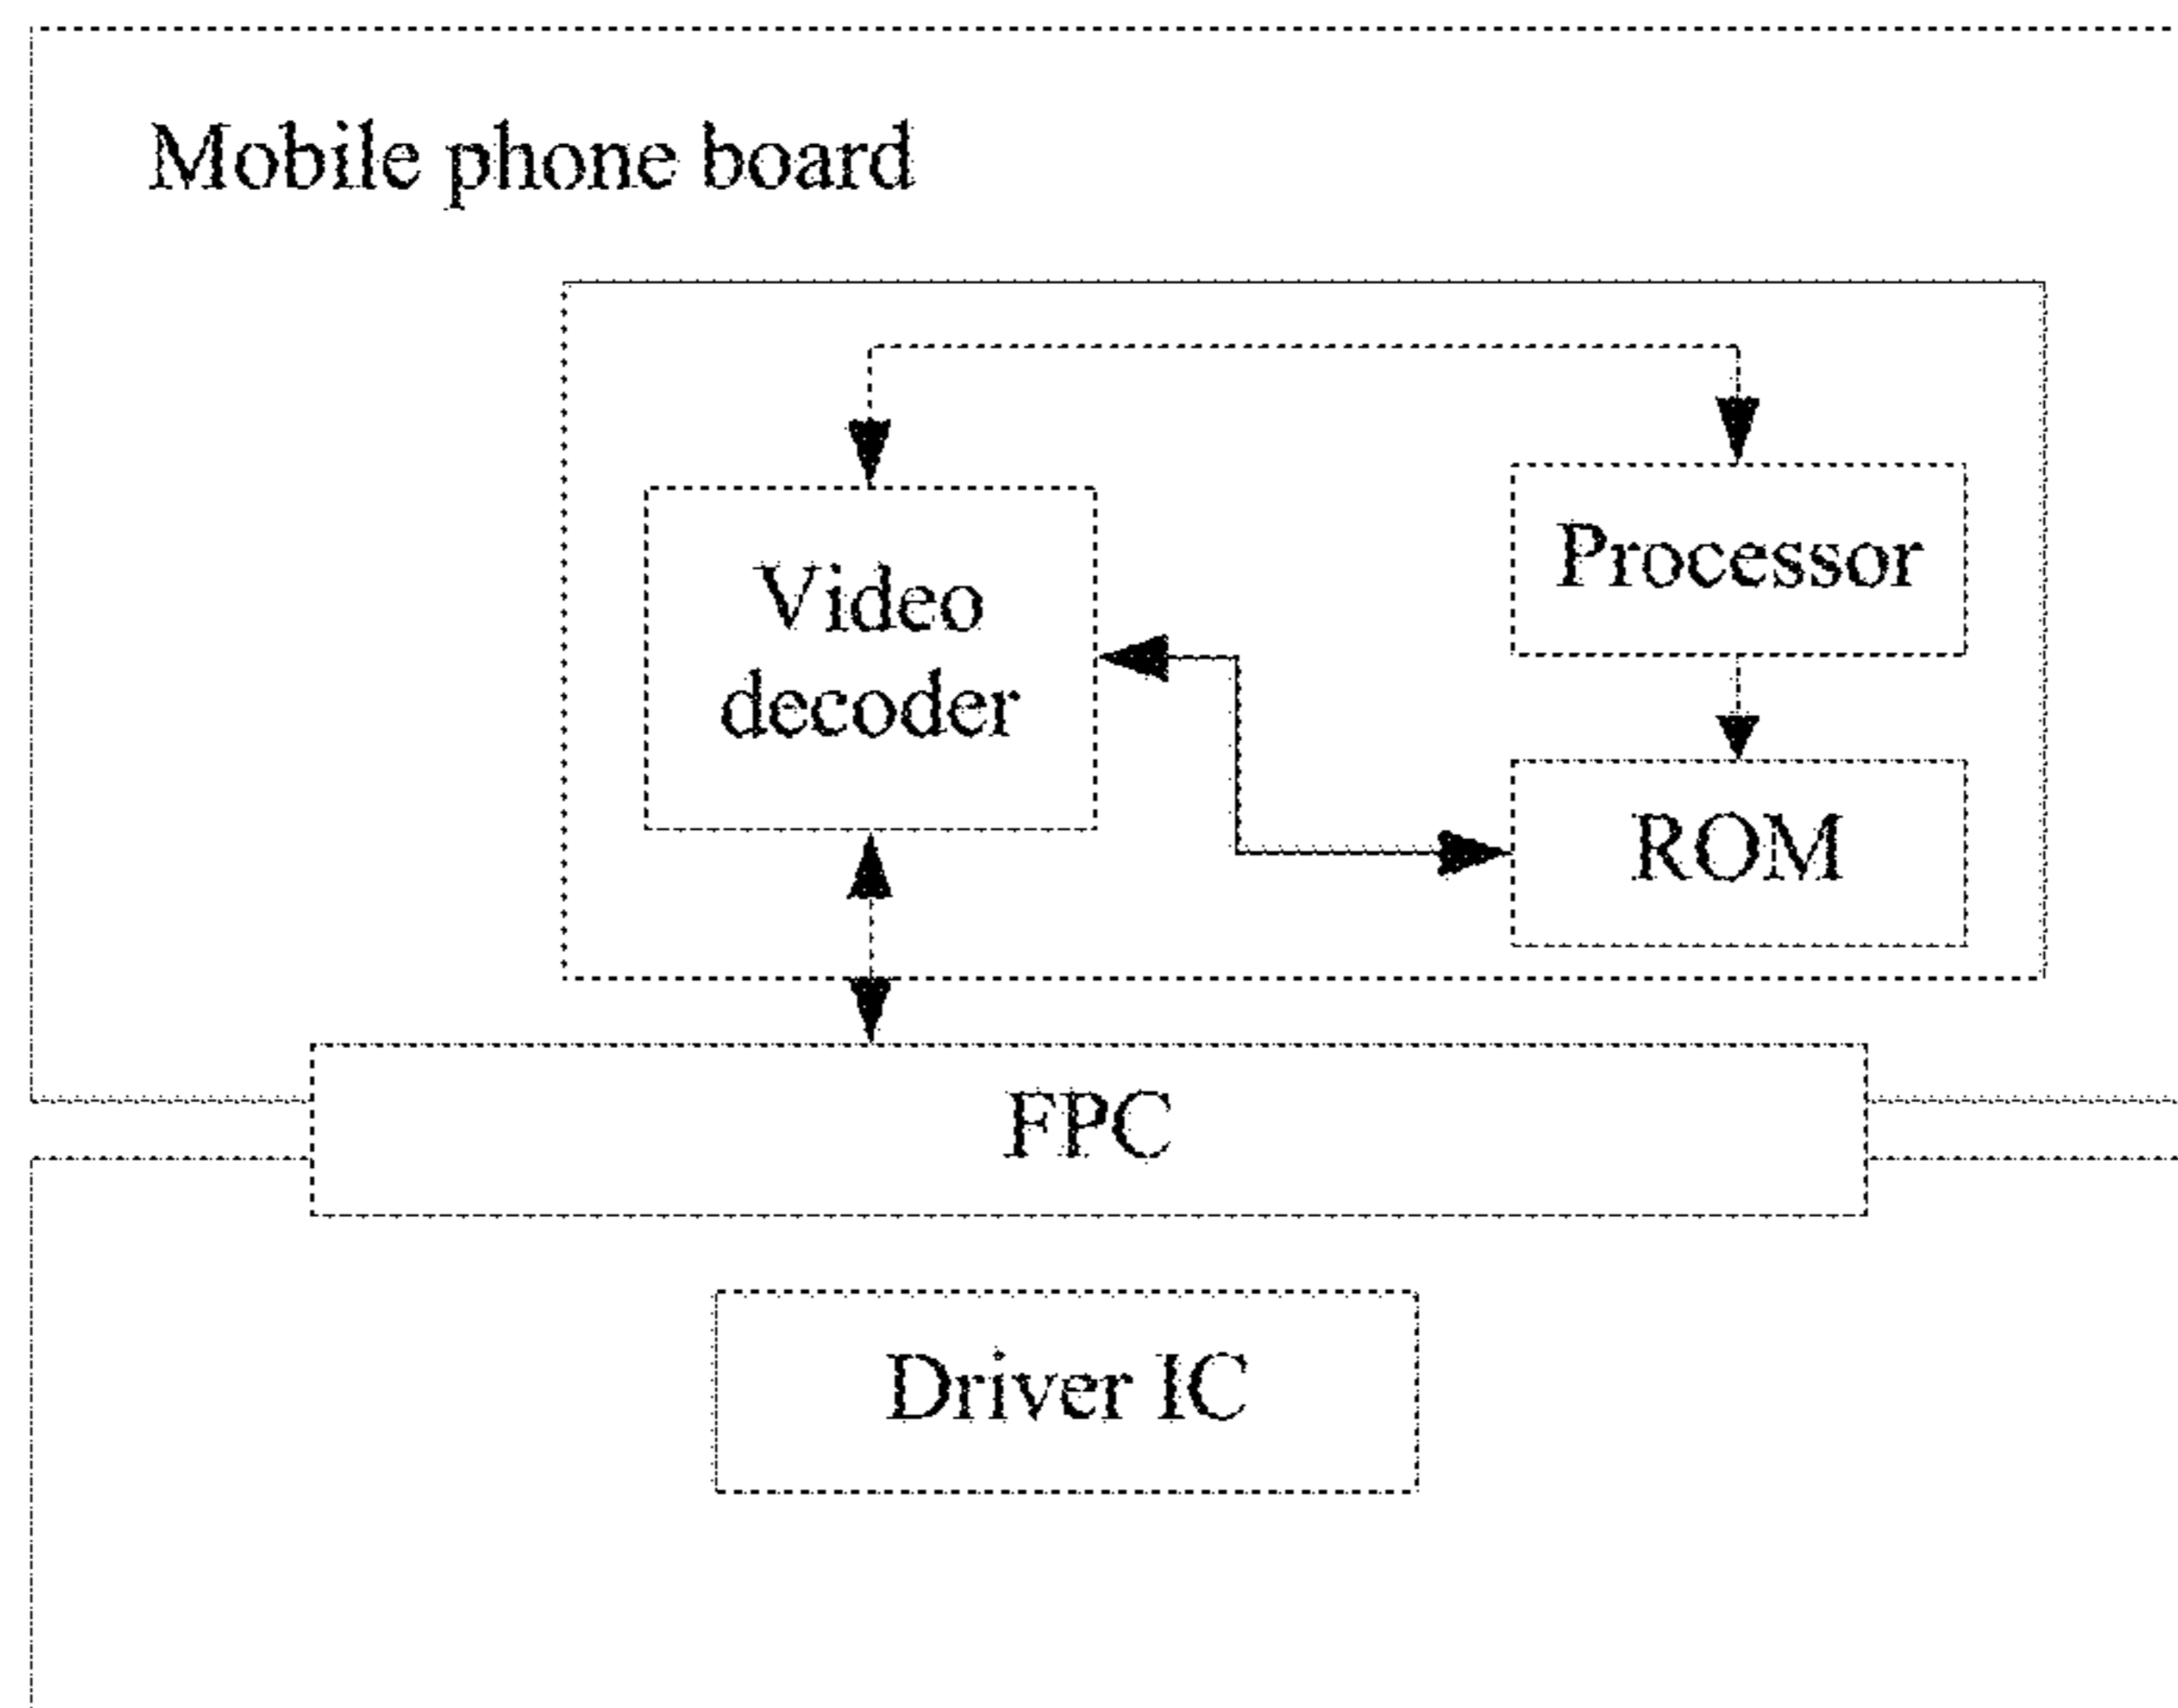 Mobile phone board
Video
decoder
Processor
ROM
FPC
Driver IC